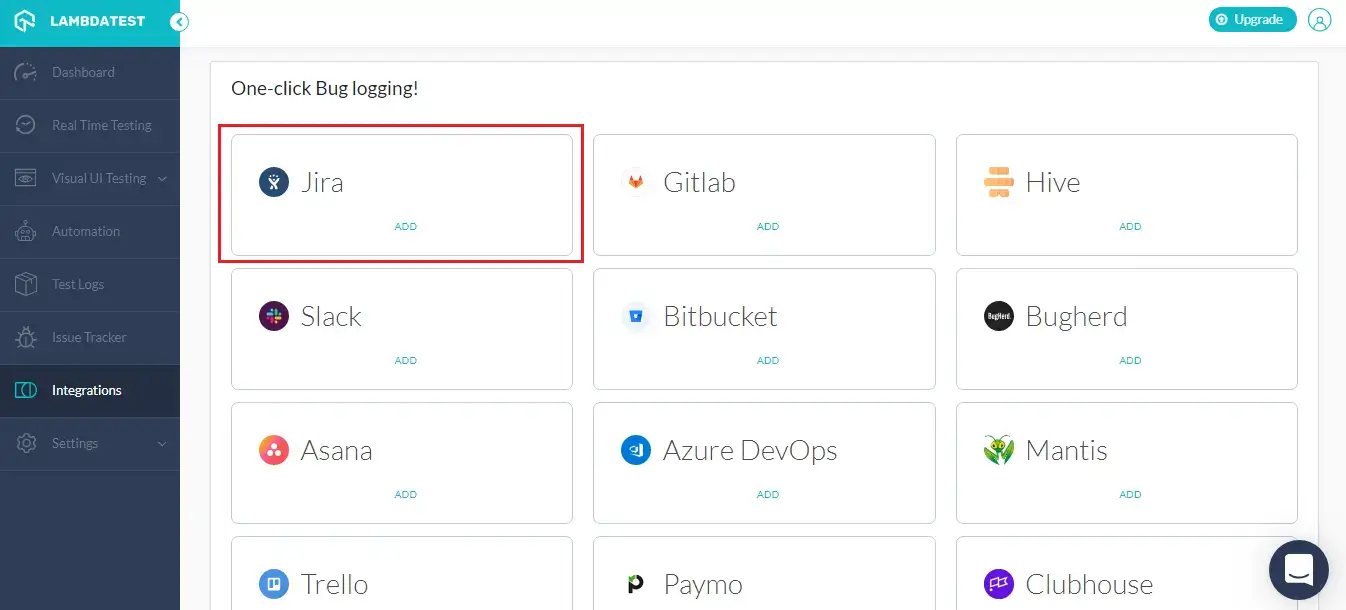 LAMBDATEST
Upgrade
Dashboard
Real Time Testing
Visual UI Testing
Automation
Test Logs
Issue Tracker
Integrations
Settings
One-click Bug logging!
Jira
ADD
Gitlab
ADD
Hive
ADD
Slack
ADD
Bitbucket
ADD
BugHerd.
Bugherd
ADD
Asana
ADD
Azure DevOps
ADD
Mantis
ADD
Trello
Paymo
Clubhouse